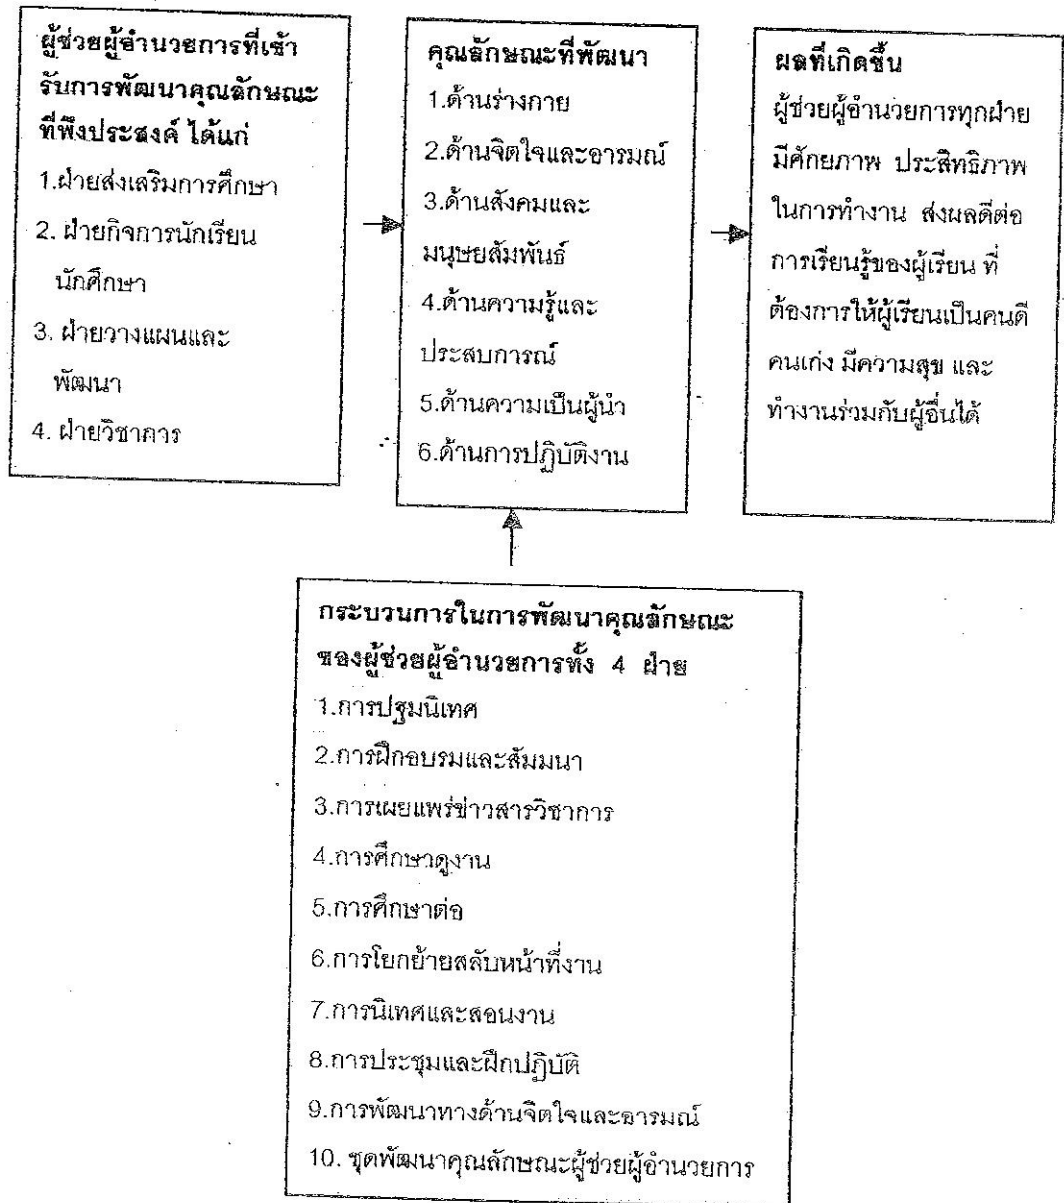 ผู้ช่วยผู้อำนวยการที่เข้า
รับการพัฒนาคุณลักษณะ
ที่พึงประสงค์ ได้แก่
1.ฝ่ายส่งเสริมการศึกษา
2. ฝ่ายกิจการนักเรียน
นักศึกษา
3. ฝ่ายวางแผนและ
พัฒนา
4. ฝ่ายวิชาการ
คุณลักษณะที่พัฒนา
1.ด้านร่างกาย
2.ด้านจิตใจและอารมณ์
3.ด้านสังคมและ
มนุษยสัมพันธ์
4.ด้านความรู้และ
ประสบการณ์
5.ด้านความเป็นผู้นำ
6.ด้านการปฏิบัติงาน
ผลที่เกิดขึ้น
ผู้ช่วยผู้อำนวยการทุกฝ่าย
มีศักยภาพ ประสิทธิภาพ
ในการทำงาน ส่งผลดีต่อ
การเรียนรู้ของผู้เรียน ที่
ต้องการให้ผู้เรียนเป็นคนดี
คนเก่ง มีความสุข และ
ทำงานร่วมกับผู้อื่นได้
กระบวนการในการพัฒนาคุณลักษณะ
ของผู้ช่วยผู้อำนวยการทั้ง 4 ฝ่าย
1.การปฐมนิเทศ
2.การฝึกอบรมและสัมมนา
3.การเผยแพร่ข่าวสารวิชาการ
4.การศึกษาดูงาน
5.การศึกษาต่อ
6.การโยกย้ายสลับหน้าที่งาน
7.การนิเทศและสอนงาน
8.การประชุมและฝึกปฏิบัติ
9.การพัฒนาทางด้านจิตใจและอารมณ์
10. ชุดพัฒนาคุณลักษณะผู้ช่วยผู้อำนวยการ